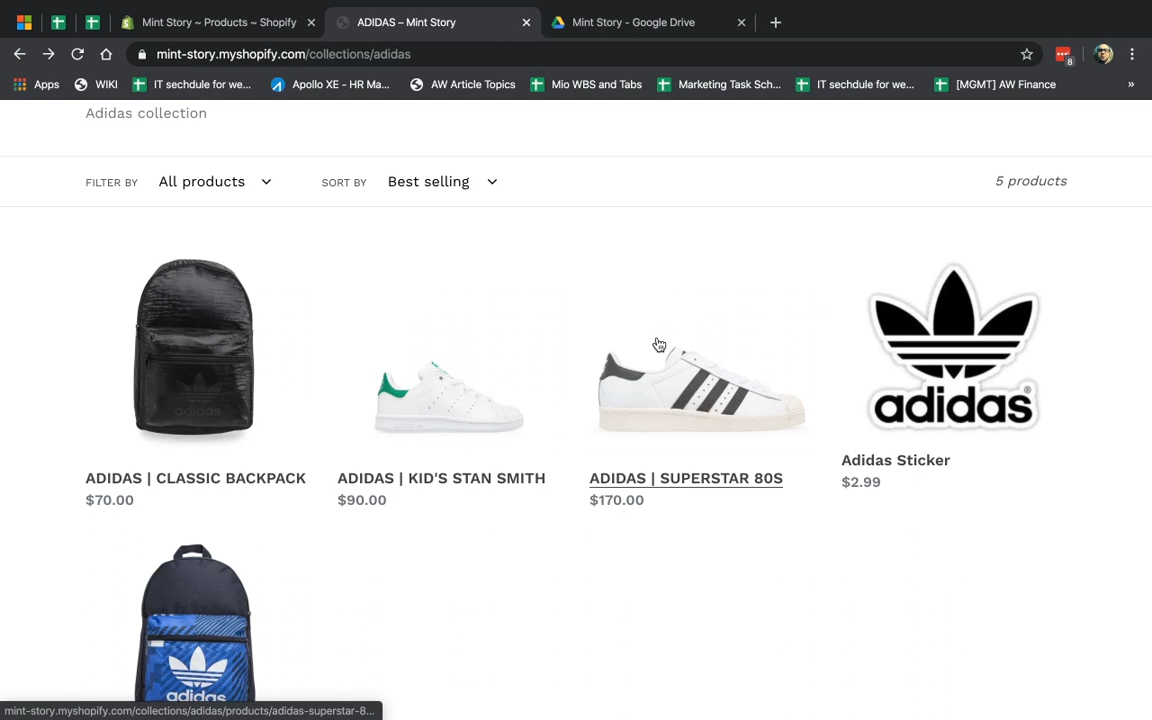 Mint Story ~ Products ~ Shopify
ADIDAS – Mint Story
Mint Story - Google Drive
mint-story.myshopify.com/collections/adidas
8
Apps
WIKI
IT sechdule for we...
Apollo XE - HR Ma...
AW Article Topics
Mio WBS and Tabs
Marketing Task Sch...
IT sechdule for we...
[MGMT] AW Finance
»
Adidas collection
FILTER BY
All products
SORT BY
Best selling
5 products
adidas
ADIDAS | CLASSIC BACKPACK
$70.00
ADIDAS | KID'S STAN SMITH
$90.00
ADIDAS | SUPERSTAR 80S
$170.00
adidas®
Adidas Sticker
$2.99
adidas
mint-story.myshopify.com/collections/adidas/products/adidas-superstar-8...